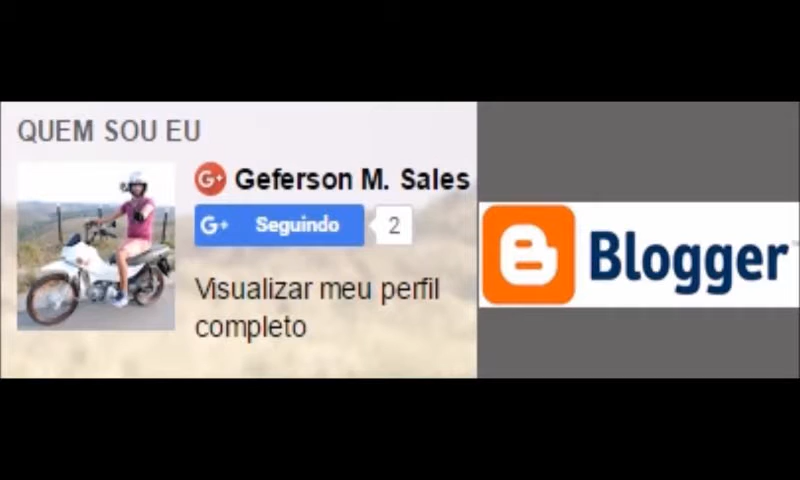 QUEM SOU EU
G+ Geferson M. Sales
G+ Seguindo 2
Visualizar meu perfil
completo
Blogger